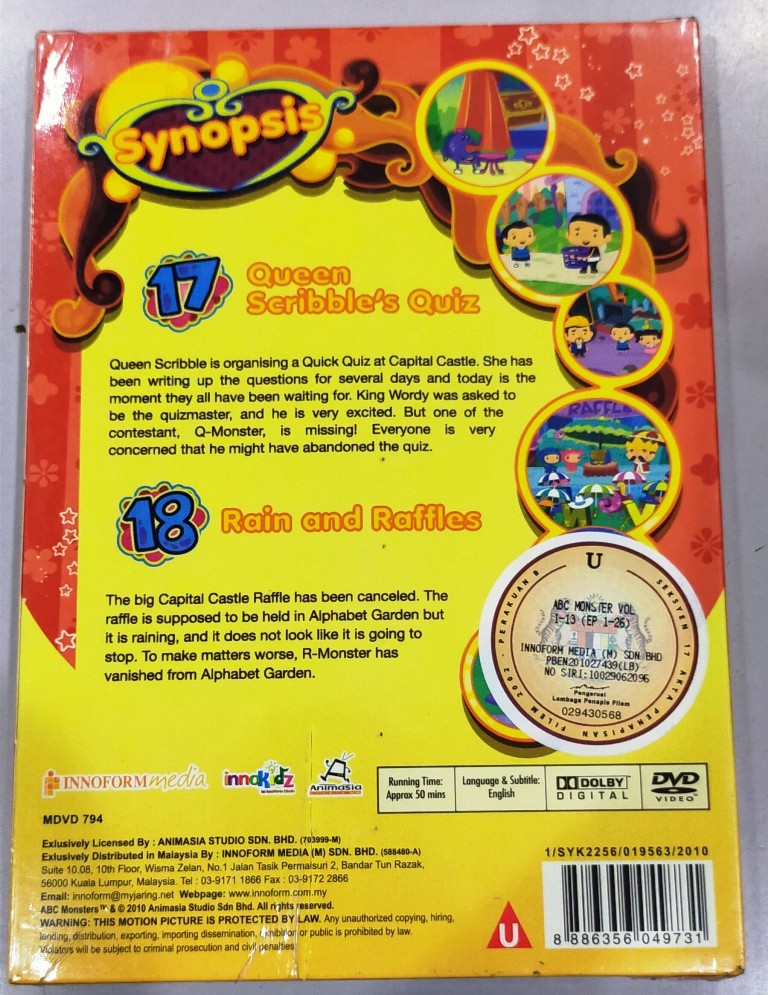 Synopsis
17
Queen
Scribble's Quiz
Queen Scribble is organising a Quick Quiz at Capital Castle. She has
been writing up the questions for several days and today is the
moment they all have been waiting for. King Wordy was asked to
be the quizmaster, and he is very excited. But one of the
contestant, Q-Monster, is missing! Everyone is very
concerned that he might have abandoned the quiz.
18
Rain and Raffles
The big Capital Castle Raffle has been canceled. The
raffle is supposed to be held in Alphabet Garden but
it is raining, and it does not look like it is going to
stop. To make matters worse, R-Monster has
vanished from Alphabet Garden.
RAFFLE
U
PERAKUAN B
SEKSYEN 17 AKTA PENAPISAN FILEM 2002
ABC MONSTER VOL
1-13 (EP 1-26)
INNOFORM MEDIA (M) SDN BHD
PBEN201027439(LB)
NO SIRI:10029062096
Pengerusi
Lembaga Penapis Filem
029430568
INNOFORM media
innokidz
Animasia
Running Time:
Approx 50 mins
Language & Subtitle:
English
DOLBY
DIGITAL
DVD
VIDEO
MDVD 794
Exlusively Licensed By : ANIMASIA STUDIO SDN. BHD. (703999-M)
Exlusively Distributed in Malaysia By : INNOFORM MEDIA (M) SDN. BHD. (588480-A)
Suite 10.08, 10th Floor, Wisma Zelan, No.1 Jalan Tasik Permaisuri 2, Bandar Tun Razak,
56000 Kuala Lumpur, Malaysia. Tel : 03-9171 1866 Fax : 03-9172 2866
Email: innoform@myjaring.net Webpage: www.innoform.com.my
ABC Monsters™ & © 2010 Animasia Studio Sdn Bhd. All rights reserved.
WARNING: THIS MOTION PICTURE IS PROTECTED BY LAW. Any unauthorized copying, hiring,
lending, distribution, exporting, importing dissemination, exhibition or public is prohibited by law.
Violators will be subject to criminal prosecution and civil penalties
1/SYK2256/019563/2010
U
8 886356 049731